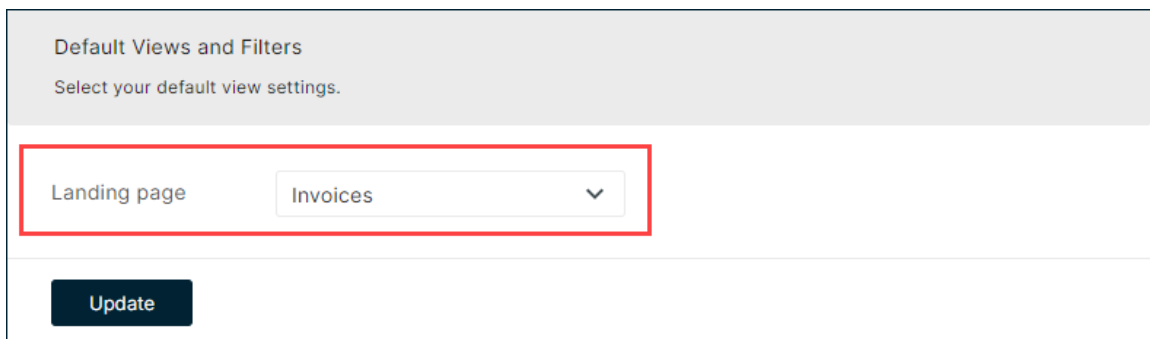 Default Views and Filters
Select your default view settings.
Landing page
Invoices
Update